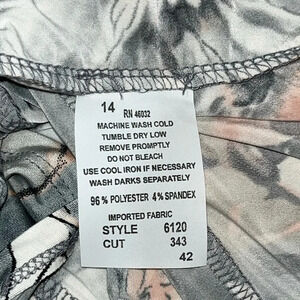 14 RN 46032
MACHINE WASH COLD
TUMBLE DRY LOW
REMOVE PROMPTLY
DO NOT BLEACH
USE COOL IRON IF NECESSARY
WASH DARKS SEPARATELY
96% POLYESTER 4% SPANDEX
IMPORTED FABRIC
STYLE 6120
CUT 343
42